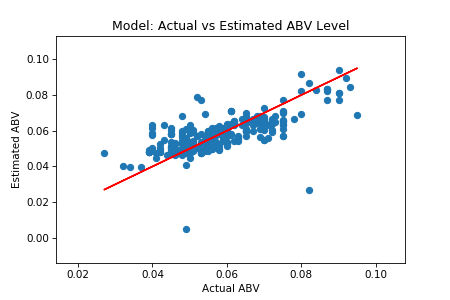 Model: Actual vs Estimated ABV Level
0.10
0.08
0.06
0.04
0.02
0.00
Estimated ABV
0.02 0.04 0.06 0.08 0.10
Actual ABV